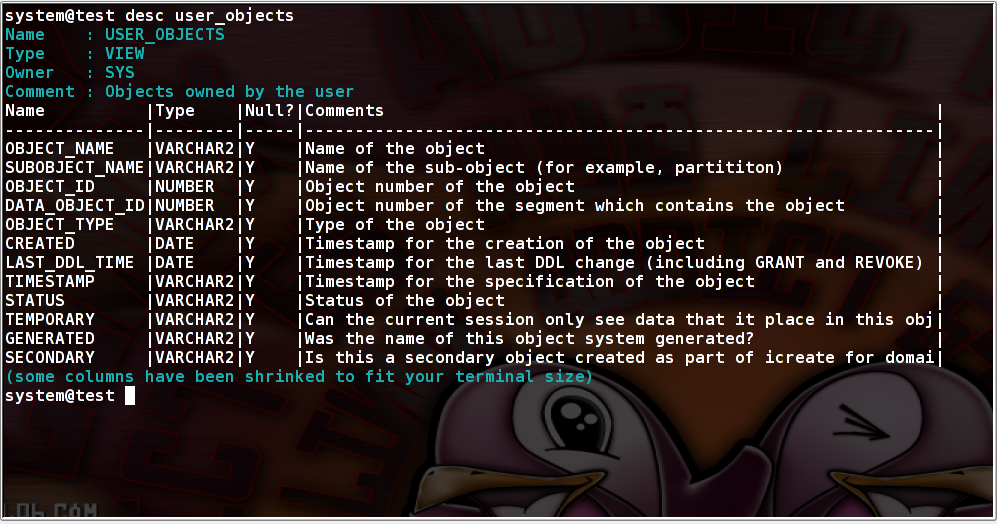 system@test desc user_objects
Name    : USER_OBJECTS
Type    : VIEW
Owner   : SYS
Comment : Objects owned by the user
Name          |Type    |Null?|Comments                                                       |
--------------|--------|-----|---------------------------------------------------------------|
OBJECT_NAME   |VARCHAR2|Y    |Name of the object                                             |
SUBOBJECT_NAME|VARCHAR2|Y    |Name of the sub-object (for example, partititon)               |
OBJECT_ID     |NUMBER  |Y    |Object number of the object                                    |
DATA_OBJECT_ID|NUMBER  |Y    |Object number of the segment which contains the object         |
OBJECT_TYPE   |VARCHAR2|Y    |Type of the object                                             |
CREATED       |DATE    |Y    |Timestamp for the creation of the object                       |
LAST_DDL_TIME |DATE    |Y    |Timestamp for the last DDL change (including GRANT and REVOKE) |
TIMESTAMP     |VARCHAR2|Y    |Timestamp for the specification of the object                  |
STATUS        |VARCHAR2|Y    |Status of the object                                           |
TEMPORARY     |VARCHAR2|Y    |Can the current session only see data that it place in this obj|
GENERATED     |VARCHAR2|Y    |Was the name of this object system generated?                  |
SECONDARY     |VARCHAR2|Y    |Is this a secondary object created as part of icreate for domai|
(some columns have been shrinked to fit your terminal size)
system@test